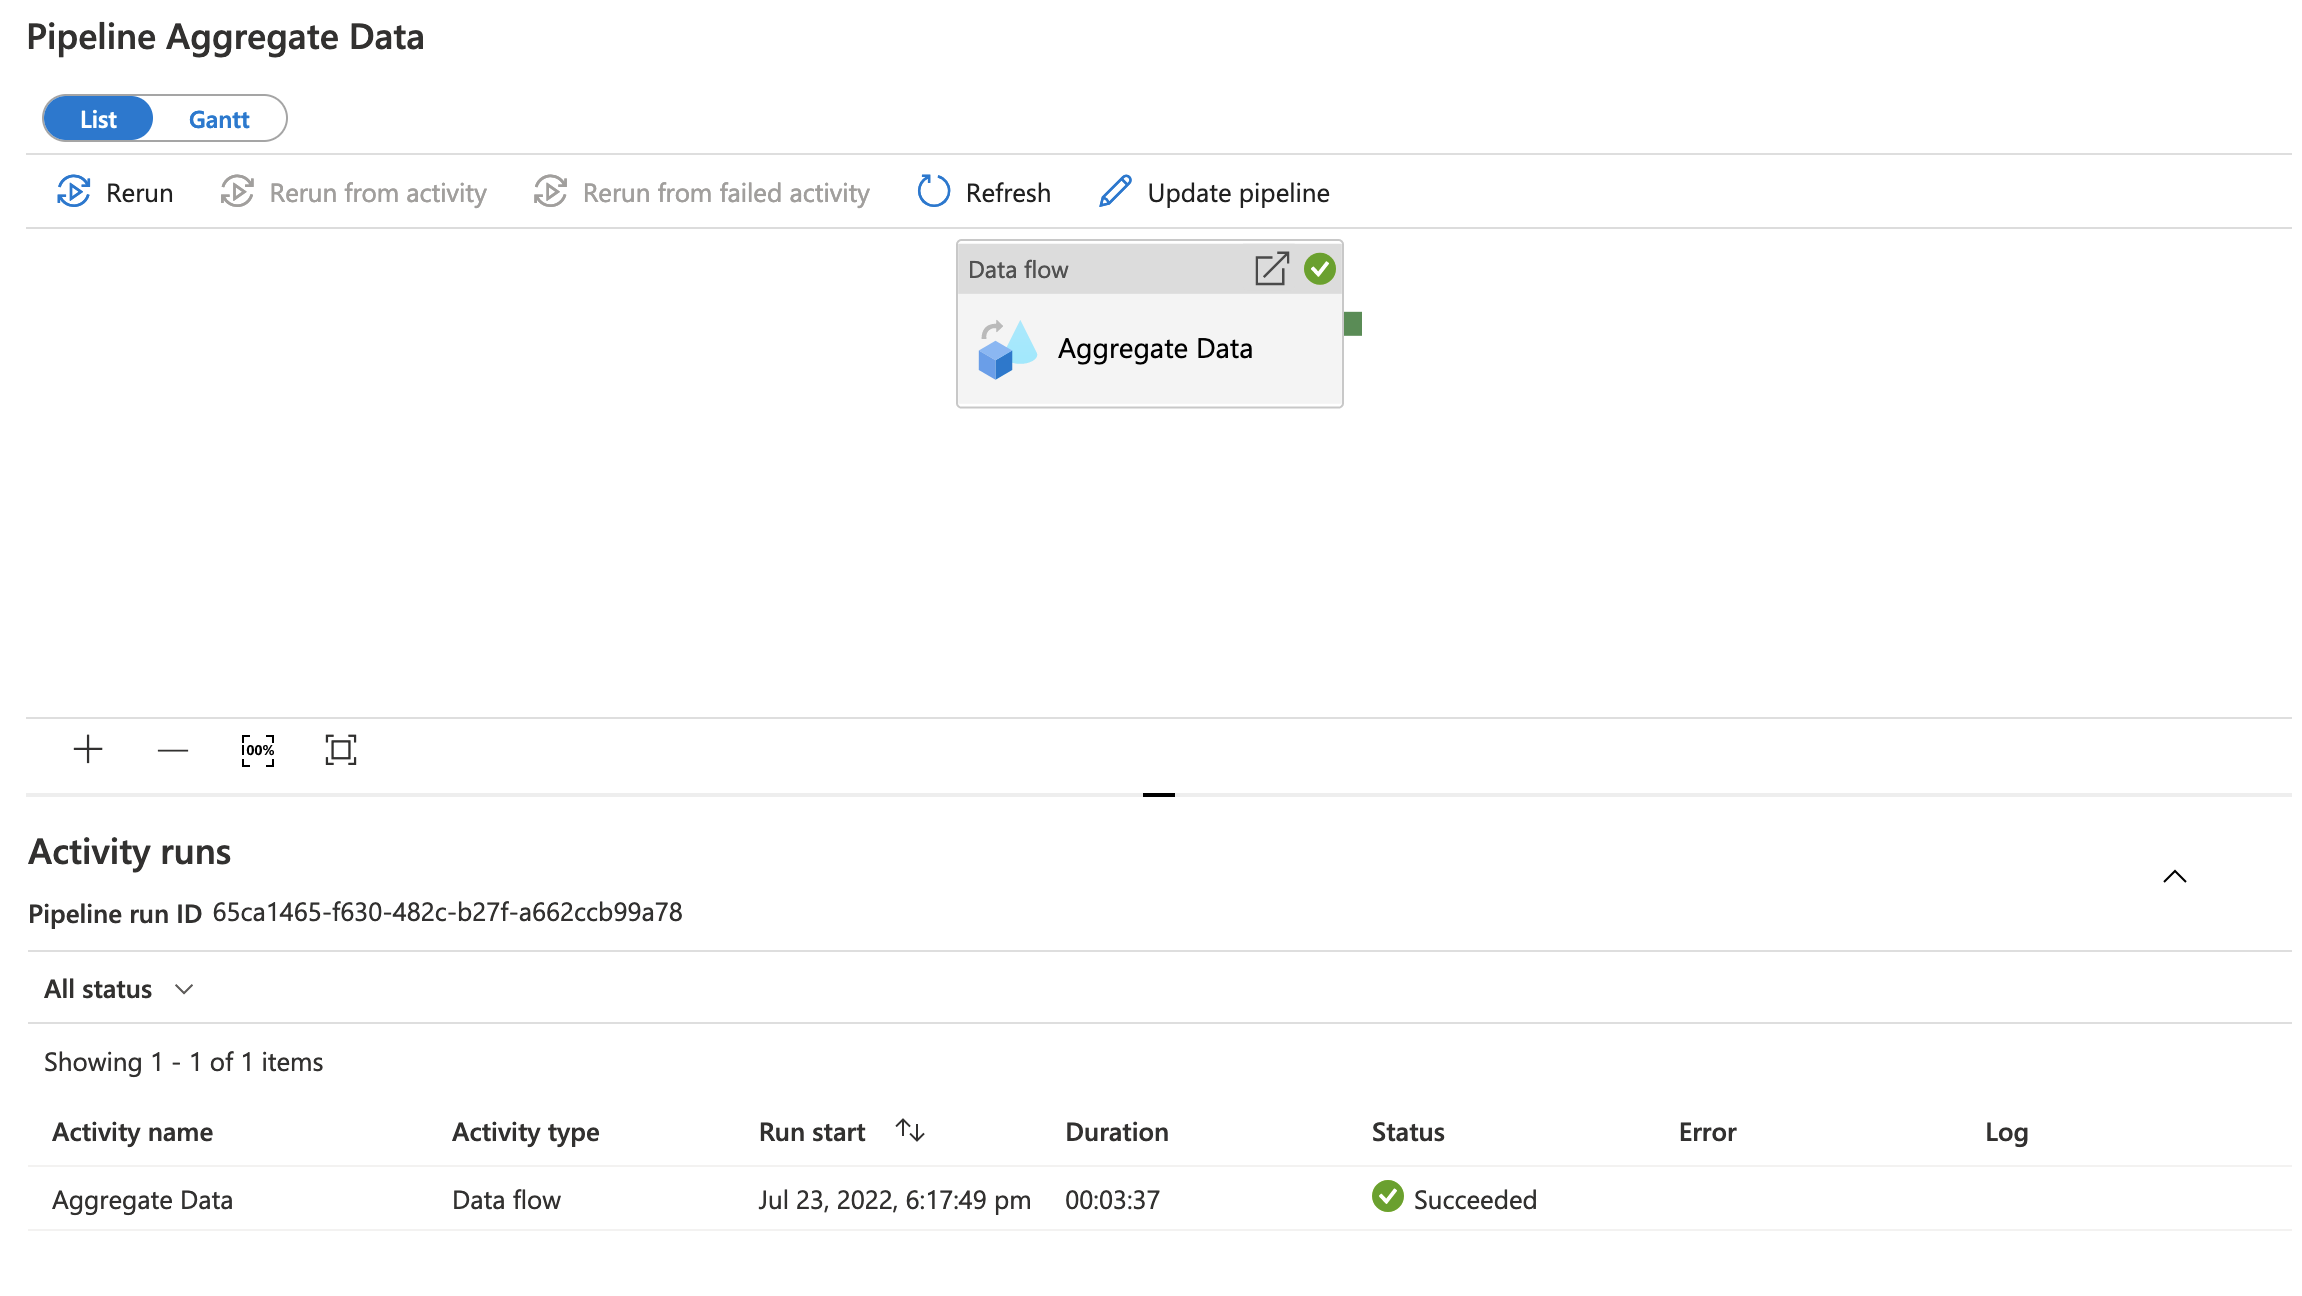 Pipeline Aggregate Data
List Gantt
Rerun Rerun from activity Rerun from failed activity Refresh Update pipeline
Data flow
Aggregate Data
100%
Activity runs
Pipeline run ID 65ca1465-f630-482c-b27f-a662ccb99a78
All status
Showing 1 - 1 of 1 items
Activity name Activity type Run start Duration Status Error Log
Aggregate Data Data flow Jul 23, 2022, 6:17:49 pm 00:03:37 Succeeded